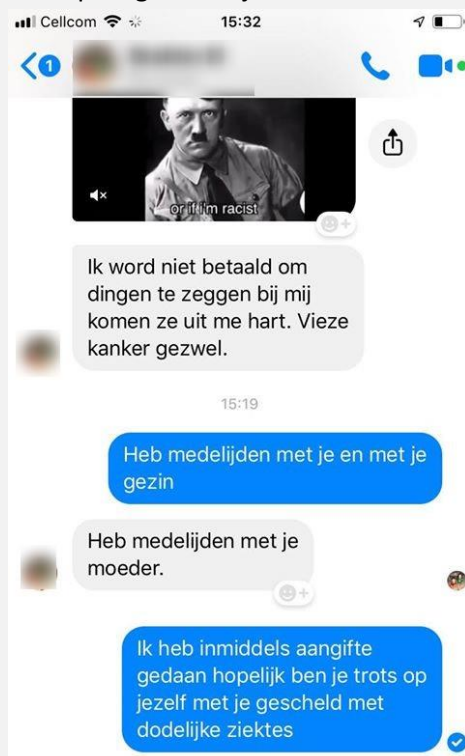 Cellcom
15:32
1
or if i'm racist
Ik word niet betaald om
dingen te zeggen bij mij
komen ze uit me hart. Vieze
kanker gezwel.
15:19
Heb medelijden met je en met je
gezin
Heb medelijden met je
moeder.
Ik heb inmiddels aangifte
gedaan hopelijk ben je trots op
jezelf met je gescheld met
dodelijke ziektes